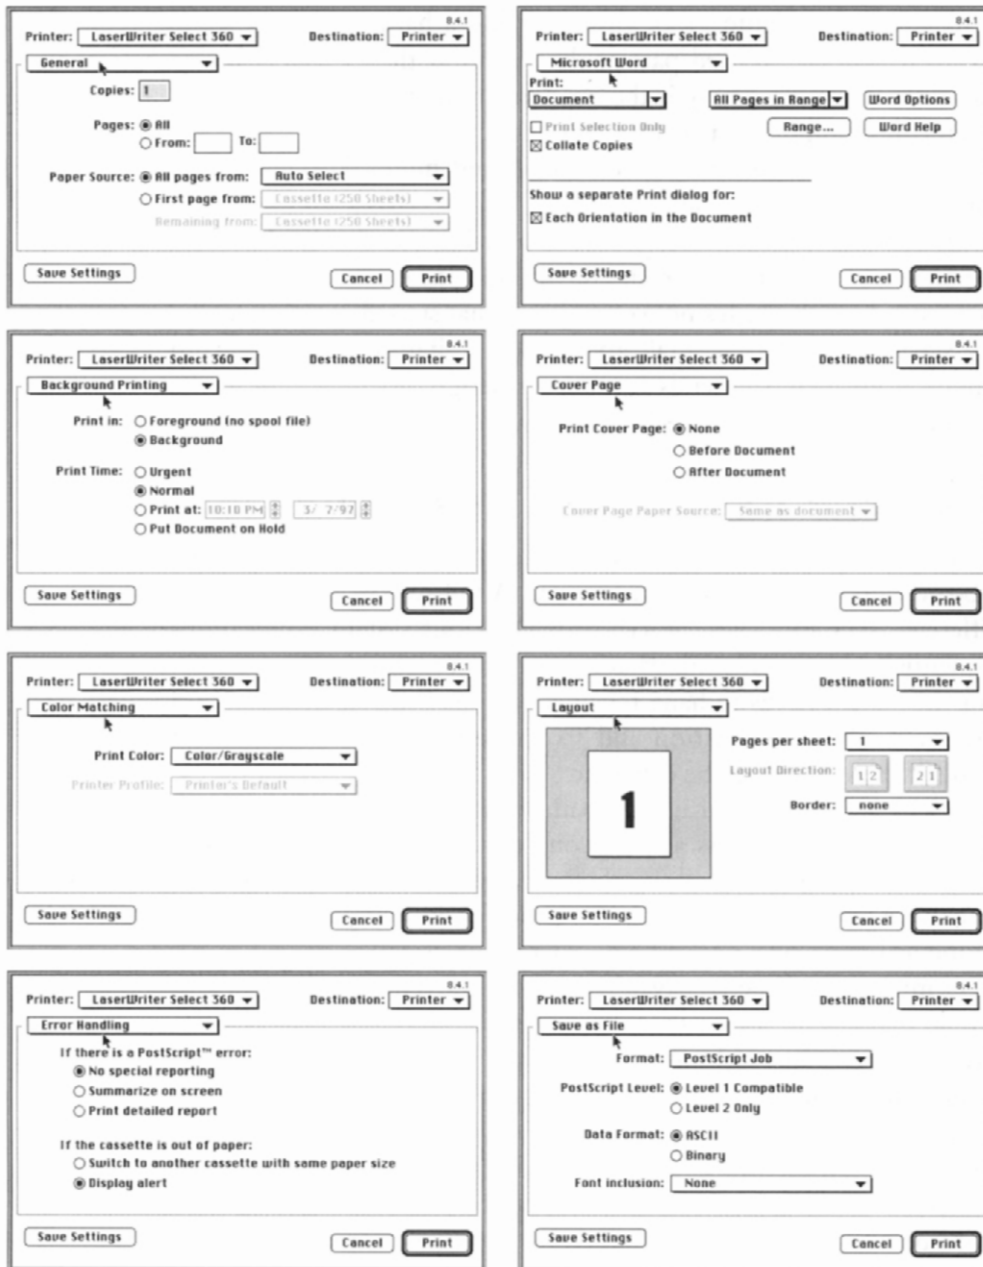 8.4.1
Printer: LaserWriter Select 360
Destination: Printer
General
Copies: 1
Pages: All
From: To:
Paper Source: All pages from: Auto Select
First page from: Cassette (250 Sheets)
Remaining from: Cassette (250 Sheets)
Save Settings
Cancel
Print
8.4.1
Printer: LaserWriter Select 360
Destination: Printer
Microsoft Word
Print:
Document
All Pages in Range
Word Options
Print Selection Only
Range...
Word Help
Collate Copies
Show a separate Print dialog for:
Each Orientation in the Document
Save Settings
Cancel
Print
8.4.1
Printer: LaserWriter Select 360
Destination: Printer
Background Printing
Print in: Foreground (no spool file)
Background
Print Time: Urgent
Normal
Print at: 10:10 PM 3/ 7/97
Put Document on Hold
Save Settings
Cancel
Print
8.4.1
Printer: LaserWriter Select 360
Destination: Printer
Cover Page
Print Cover Page: None
Before Document
After Document
Cover Page Paper Source: Same as document
Save Settings
Cancel
Print
8.4.1
Printer: LaserWriter Select 360
Destination: Printer
Color Matching
Print Color: Color/Grayscale
Printer Profile: Printer's Default
Save Settings
Cancel
Print
8.4.1
Printer: LaserWriter Select 360
Destination: Printer
Layout
1
Pages per sheet: 1
Layout Direction: 1 2 2 1
Border: none
Save Settings
Cancel
Print
8.4.1
Printer: LaserWriter Select 360
Destination: Printer
Error Handling
If there is a PostScript™ error:
No special reporting
Summarize on screen
Print detailed report
If the cassette is out of paper:
Switch to another cassette with same paper size
Display alert
Save Settings
Cancel
Print
8.4.1
Printer: LaserWriter Select 360
Destination: Printer
Save as File
Format: PostScript Job
PostScript Level: Level 1 Compatible
Level 2 Only
Data Format: ASCII
Binary
Font inclusion: None
Save Settings
Cancel
Print